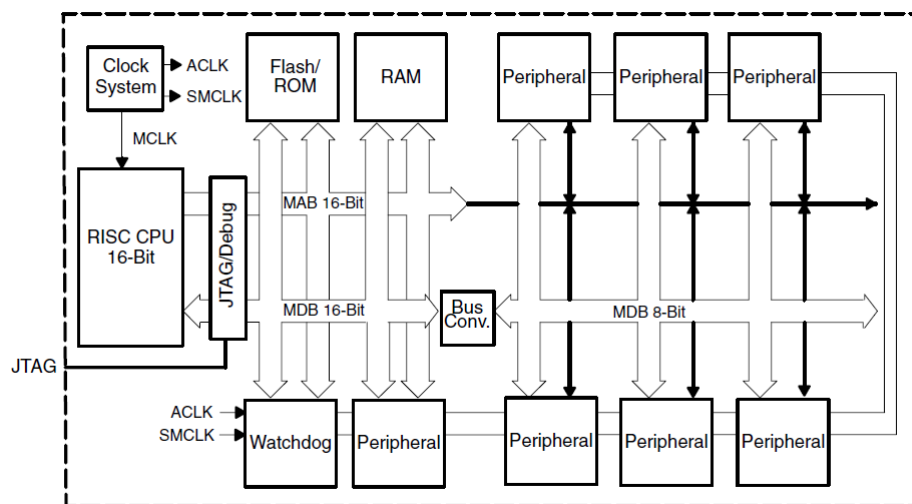 Clock
System
ACLK
SMCLK
MCLK
Flash/
ROM
RAM
Peripheral
Peripheral
Peripheral
RISC CPU
16-Bit
JTAG/Debug
MAB 16-Bit
MDB 16-Bit
Bus
Conv.
MDB 8-Bit
JTAG
ACLK
SMCLK
Watchdog
Peripheral
Peripheral
Peripheral
Peripheral